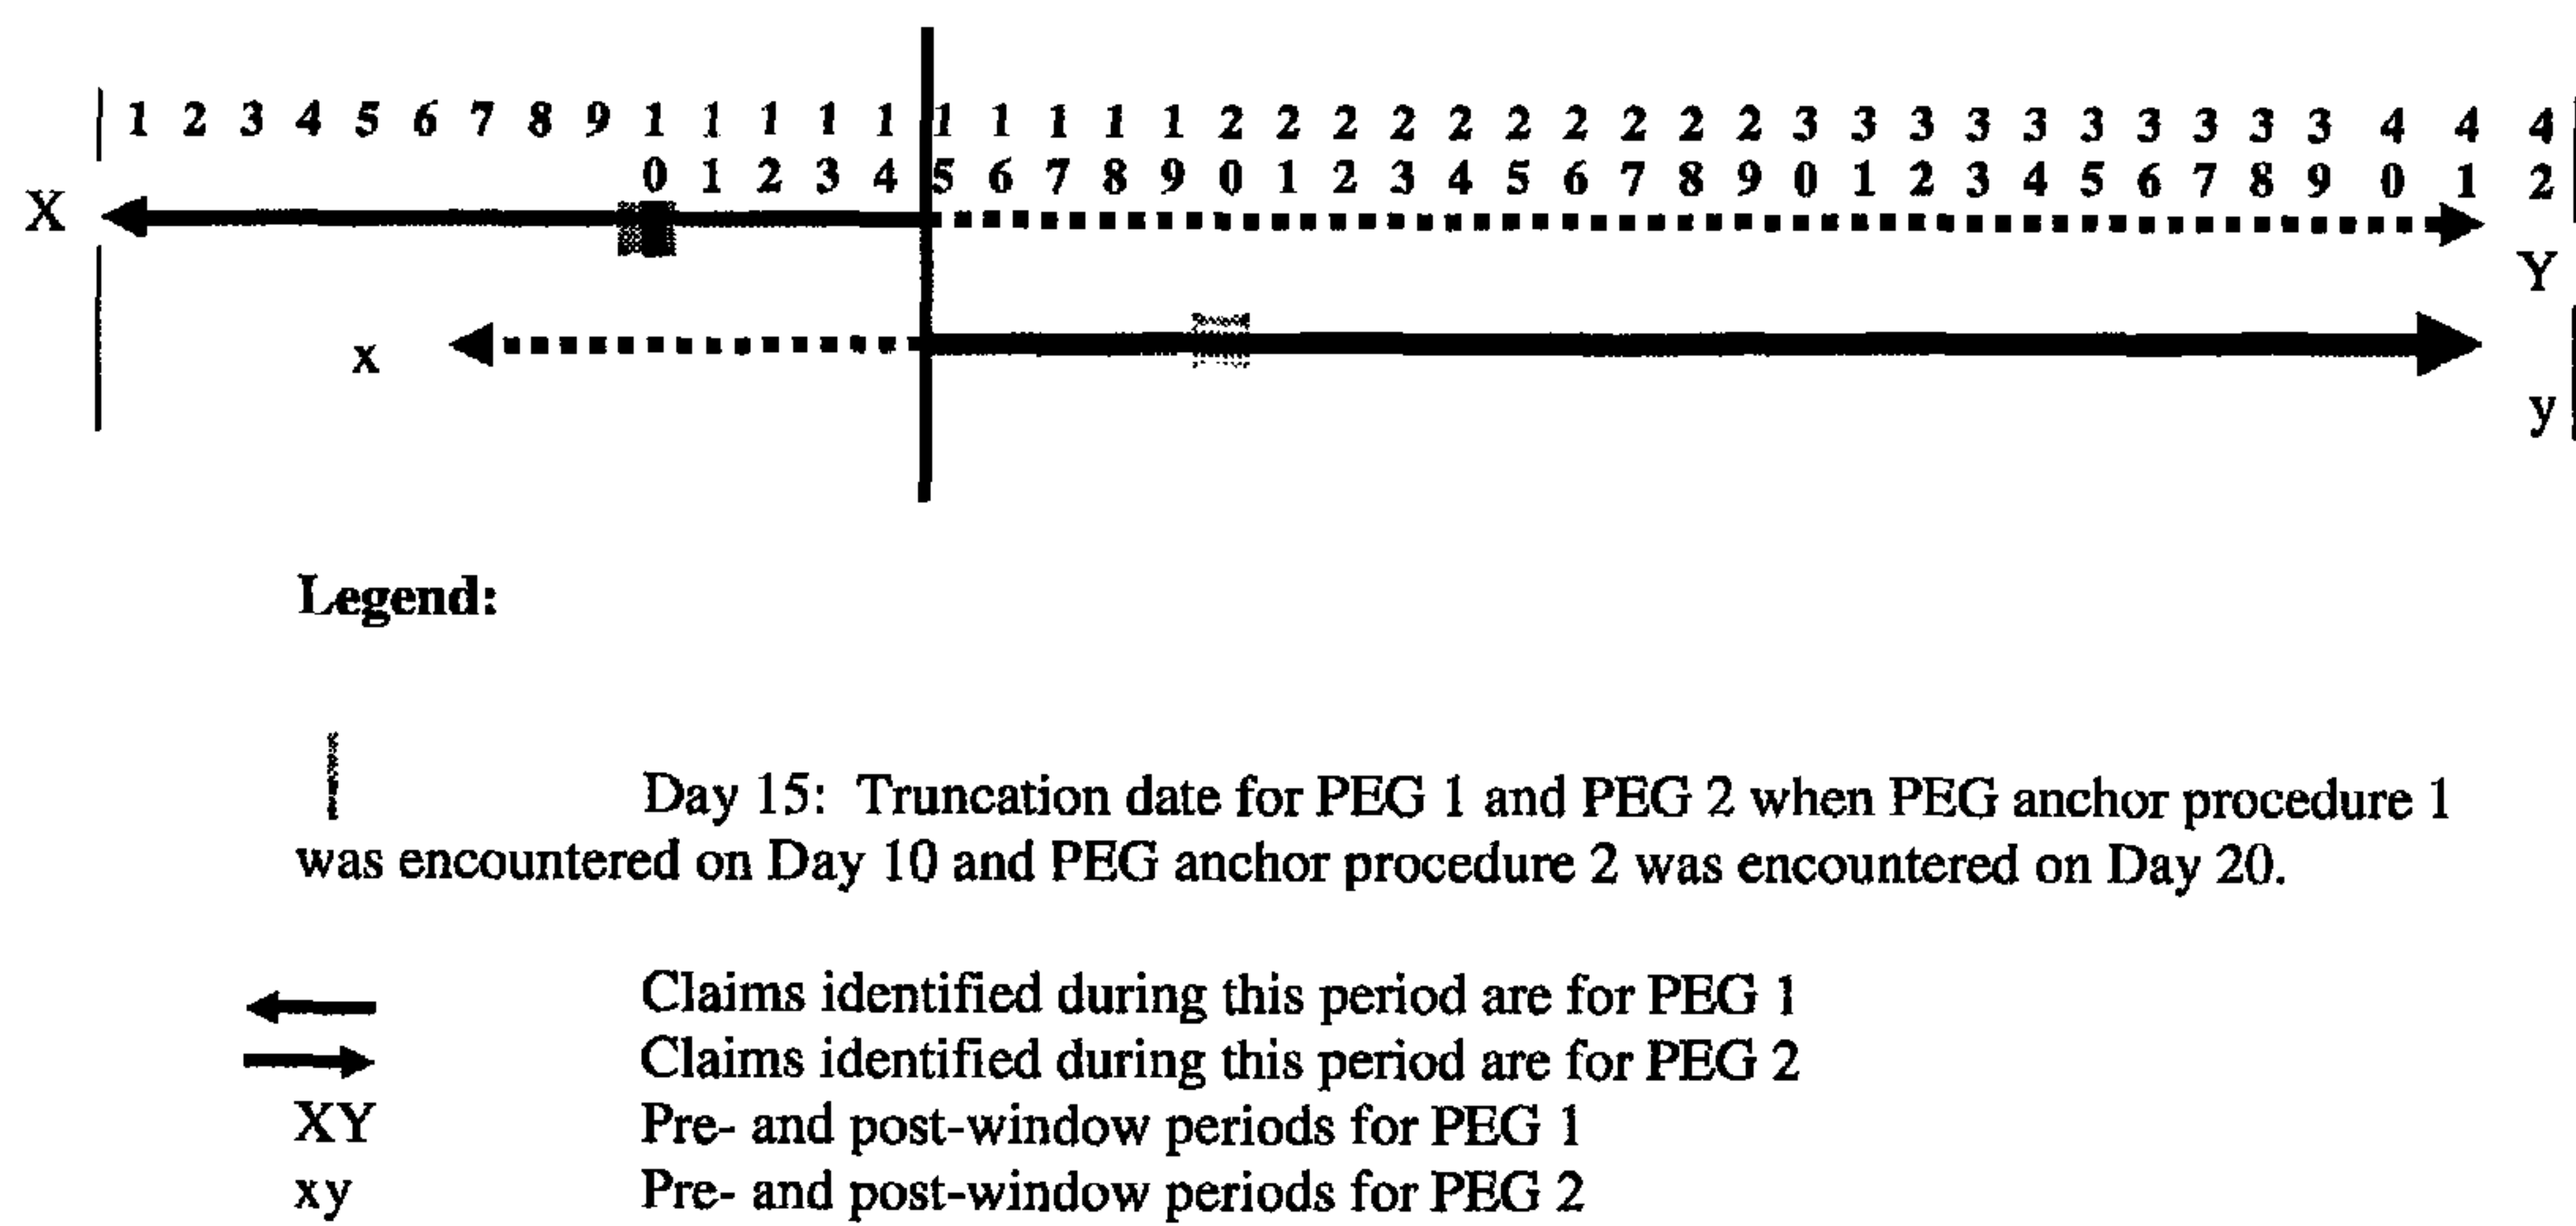 1 2 3 4 5 6 7 8 9 1 1 1 1 1 1 1 1 1 1 2 2 2 2 2 2 2 2 2 2 3 3 3 3 3 3 3 3 3 3 4 4 4
0 1 2 3 4 5 6 7 8 9 0 1 2 3 4 5 6 7 8 9 0 1 2 3 4 5 6 7 8 9 0 1 2
X
Y
x
y
Legend:
Day 15: Truncation date for PEG 1 and PEG 2 when PEG anchor procedure 1
was encountered on Day 10 and PEG anchor procedure 2 was encountered on Day 20.
Claims identified during this period are for PEG 1
Claims identified during this period are for PEG 2
XY Pre- and post-window periods for PEG 1
xy Pre- and post-window periods for PEG 2